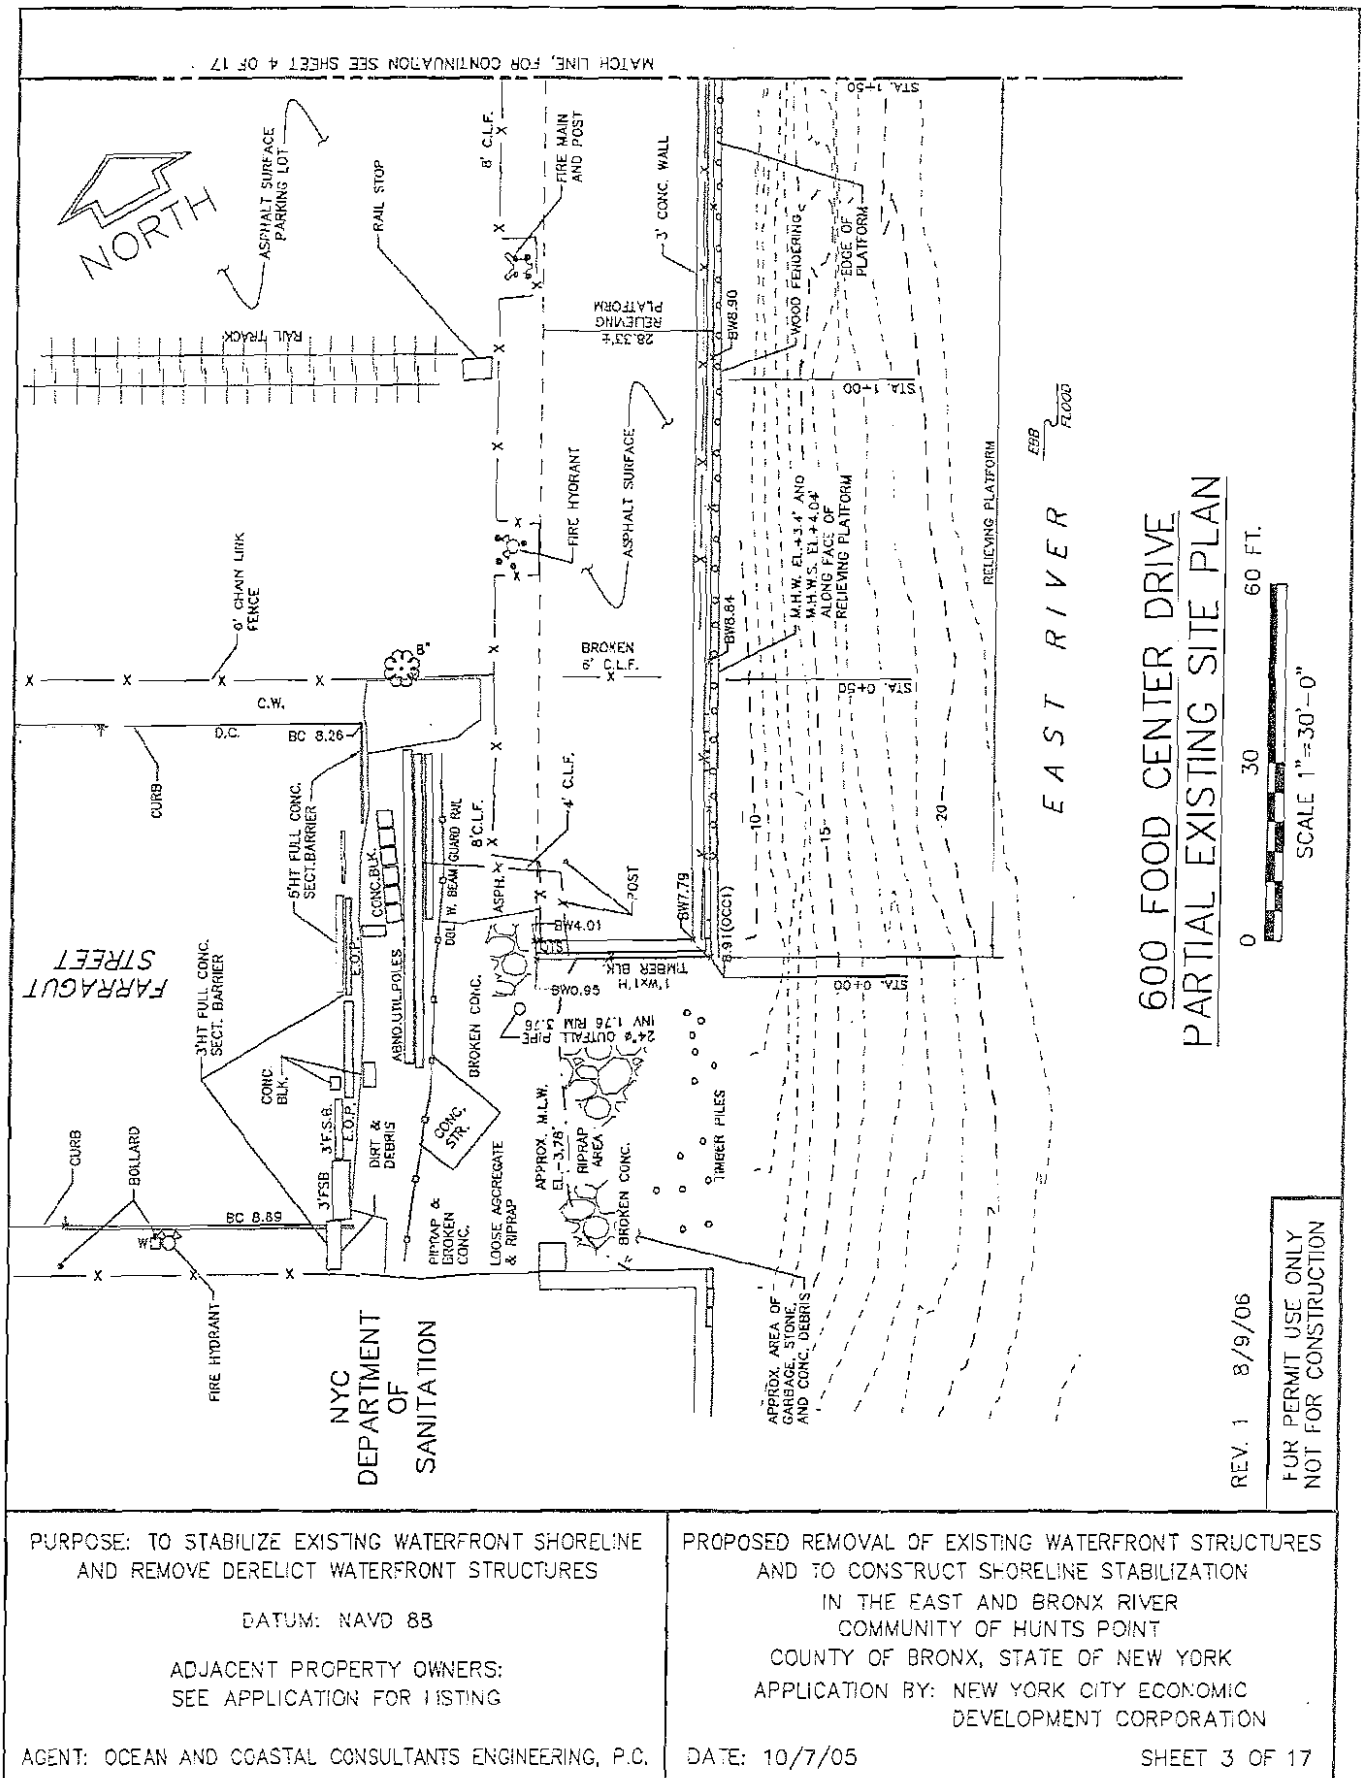 MATCH LINE, FOR CONTINUATION SEE SHEET 4 OF 17
NORTH
ASPHALT SURFACE
PARKING LOT
RAIL STOP
RAIL TRACK
8' C.L.F.
FIRE MAIN
AND POST
3' CONC. WALL
28.33'±
RELIEVING
PLATFORM
STA. 1+50
EDGE OF
PLATFORM
WOOD FENDERING
BW8.90
STA. 1+00
EBB
FLOOD
RELIEVING PLATFORM
EAST RIVER
FIRE HYDRANT
ASPHALT SURFACE
M.H.W. EL.+3.4' AND
M.H.W.S. EL.+4.04'
ALONG FACE OF
RELIEVING PLATFORM
BW8.84
STA. 0+50
BROKEN
6' C.L.F.
6' CHAIN LINK
FENCE
8"
C.W.
D.C.
BC 8.26
CURB
5'HT FULL CONC.
SECT.BARRIER
CONC.BLK.
DBL W. BEAM GUARD RAIL
8'C.L.F.
4' C.L.F.
ASPH.
POST
BW4.01
BW7.79
8.91(OCC1)
10
15
20
FARRAGUT
STREET
3'HT FULL CONC.
SECT. BARRIER
E.O.P.
ABND.UTIL.POLES
BROKEN CONC.
TIMBER BLK.
1'Wx1'H
STA. 0+00
24"ø OUTFALL PIPE
INV 1.76 RIM 3.76
CONC.
BLK.
3'F.S.B.
E.O.P.
DIRT &
DEBRIS
CONC.
STR.
APPROX. M.L.W.
EL.-3.78'
RIPRAP
AREA
BROKEN CONC.
TIMBER PILES
CURB
BOLLARD
3'FSB
BC 8.89
W
FIRE HYDRANT
RIPRAP &
BROKEN
CONC.
LOOSE AGGREGATE
& RIPRAP
NYC
DEPARTMENT
OF
SANITATION
APPROX. AREA OF
GARBAGE, STONE,
AND CONC. DEBRIS
600 FOOD CENTER DRIVE
PARTIAL EXISTING SITE PLAN
0 30 60 FT.
SCALE 1"=30'-0"
REV. 1 8/9/06
FOR PERMIT USE ONLY
NOT FOR CONSTRUCTION
PURPOSE: TO STABILIZE EXISTING WATERFRONT SHORELINE
AND REMOVE DERELICT WATERFRONT STRUCTURES
DATUM: NAVD 88
ADJACENT PROPERTY OWNERS:
SEE APPLICATION FOR LISTING
AGENT: OCEAN AND COASTAL CONSULTANTS ENGINEERING, P.C.
PROPOSED REMOVAL OF EXISTING WATERFRONT STRUCTURES
AND TO CONSTRUCT SHORELINE STABILIZATION
IN THE EAST AND BRONX RIVER
COMMUNITY OF HUNTS POINT
COUNTY OF BRONX, STATE OF NEW YORK
APPLICATION BY: NEW YORK CITY ECONOMIC
DEVELOPMENT CORPORATION
DATE: 10/7/05
SHEET 3 OF 17